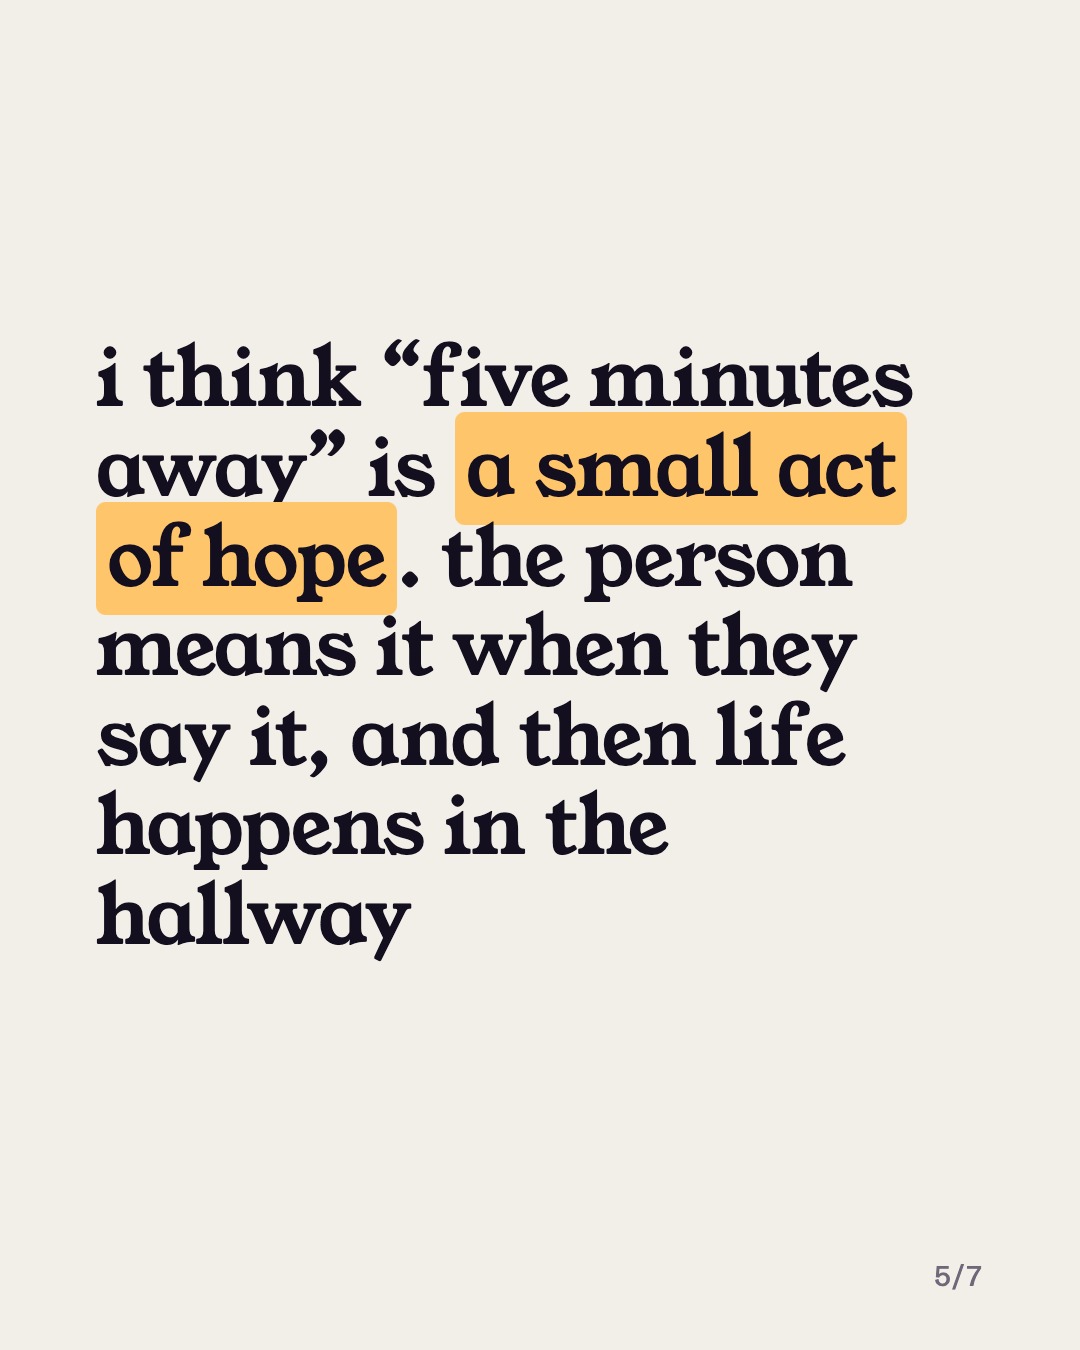 i think “five minutes
away” is a small act
of hope. the person
means it when they
say it, and then life
happens in the
hallway
5/7